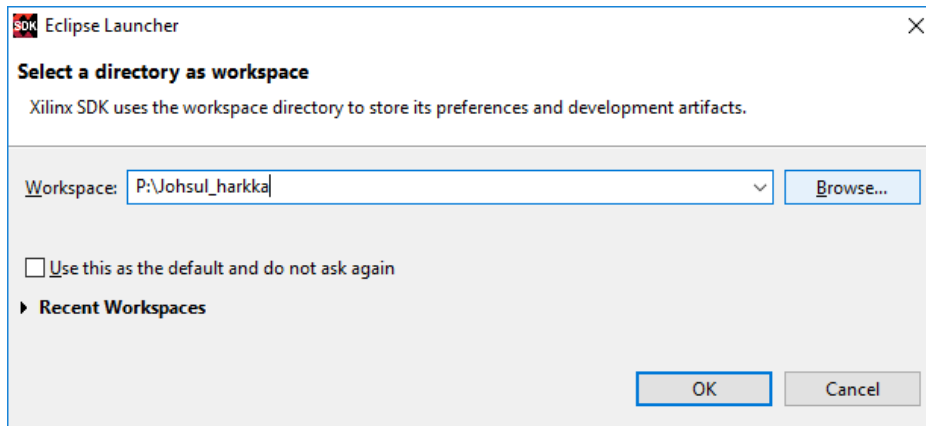 SDK Eclipse Launcher
Select a directory as workspace
Xilinx SDK uses the workspace directory to store its preferences and development artifacts.
Workspace: P:\Johsul_harkka Browse...
Use this as the default and do not ask again
Recent Workspaces
OK Cancel